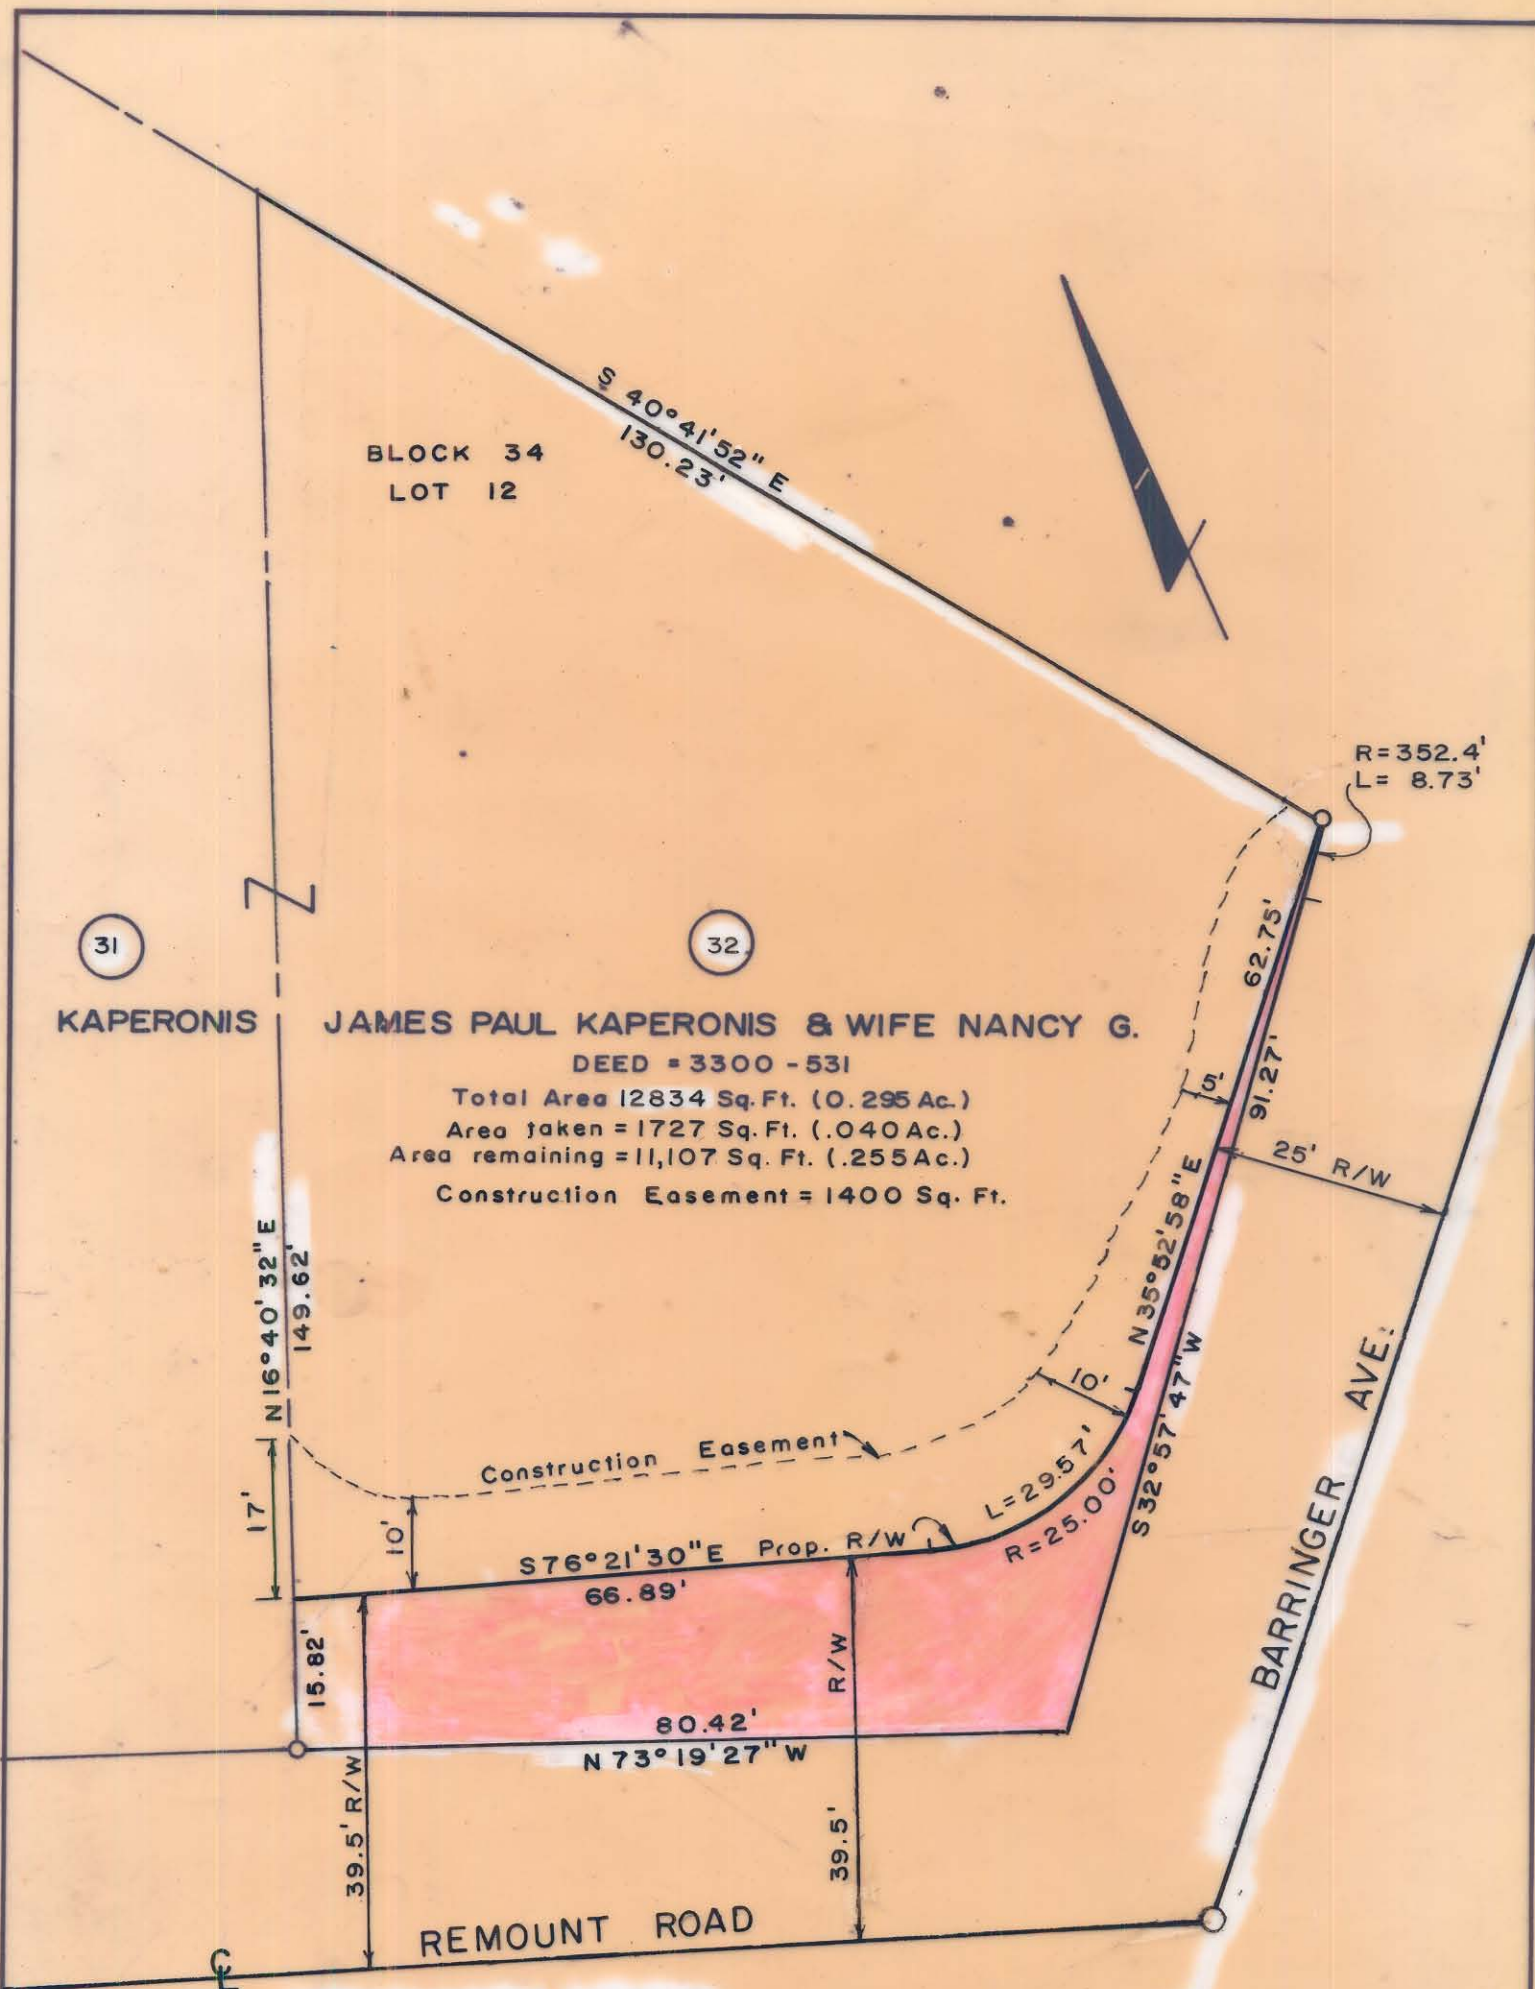 BLOCK 34
LOT 12
S 40°41'52" E
130.23'
R=352.4'
L= 8.73'
62.75'
91.27'
31
32
KAPERONIS
JAMES PAUL KAPERONIS & WIFE NANCY G.
DEED = 3300-531
Total Area 12834 Sq.Ft. (0.295 Ac.)
Area taken = 1727 Sq.Ft. (.040 Ac.)
Area remaining = 11,107 Sq. Ft. (.255 Ac.)
Construction Easement = 1400 Sq. Ft.
5'
25' R/W
N 35°52'58" E
S 32°57'47" W
N 16°40'32" E
149.62'
10'
Construction Easement
17'
10'
L=29.57'
R=25.00'
S 76°21'30" E Prop. R/W
66.89'
15.82'
R/W
80.42'
N 73°19'27" W
39.5' R/W
39.5'
BARRINGER AVE.
REMOUNT ROAD
CL